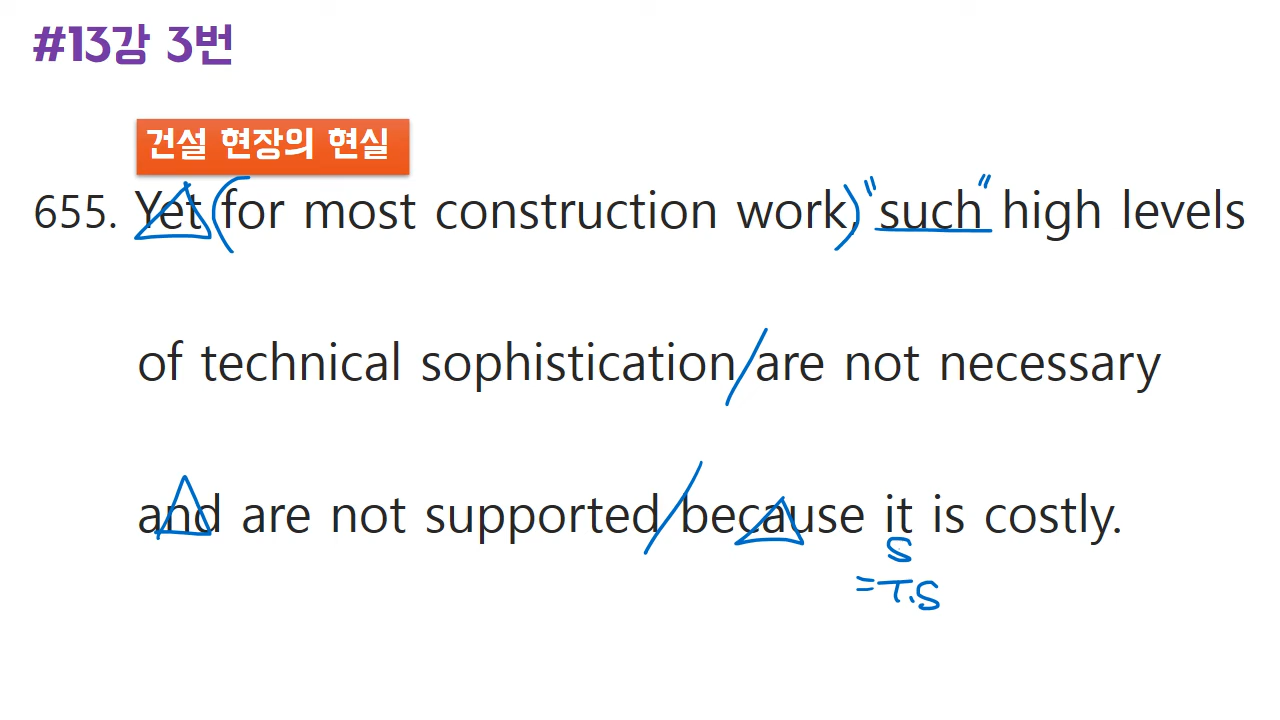 #13강 3번
건설 현장의 현실
655. Yet (for most construction work,) "such" high levels
of technical sophistication / are not necessary
and are not supported / because it is costly.
S
=T.S